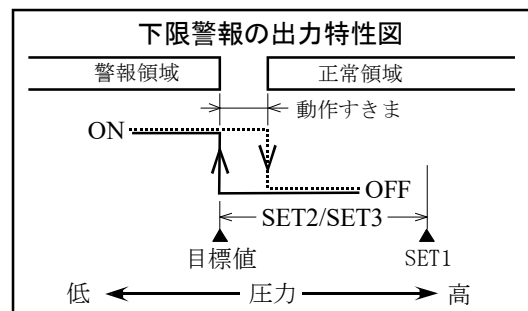 下限警報の出力特性図
警報領域
正常領域
動作すきま
ON
OFF
SET2/SET3
目標値
SET1
低
圧力
高